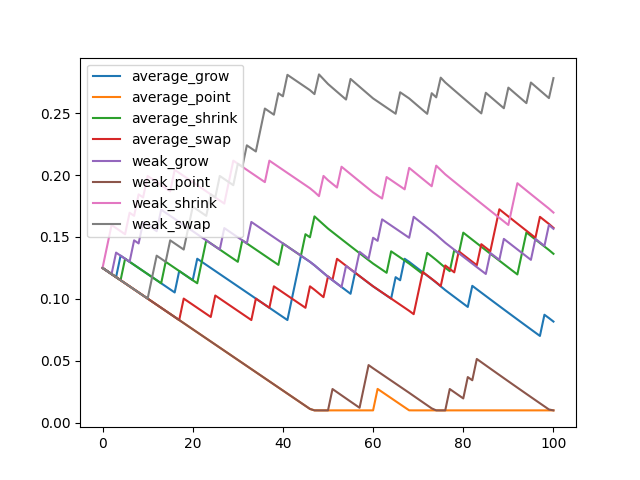 average_grow
average_point
average_shrink
average_swap
weak_grow
weak_point
weak_shrink
weak_swap
0.25
0.20
0.15
0.10
0.05
0.00
0 20 40 60 80 100